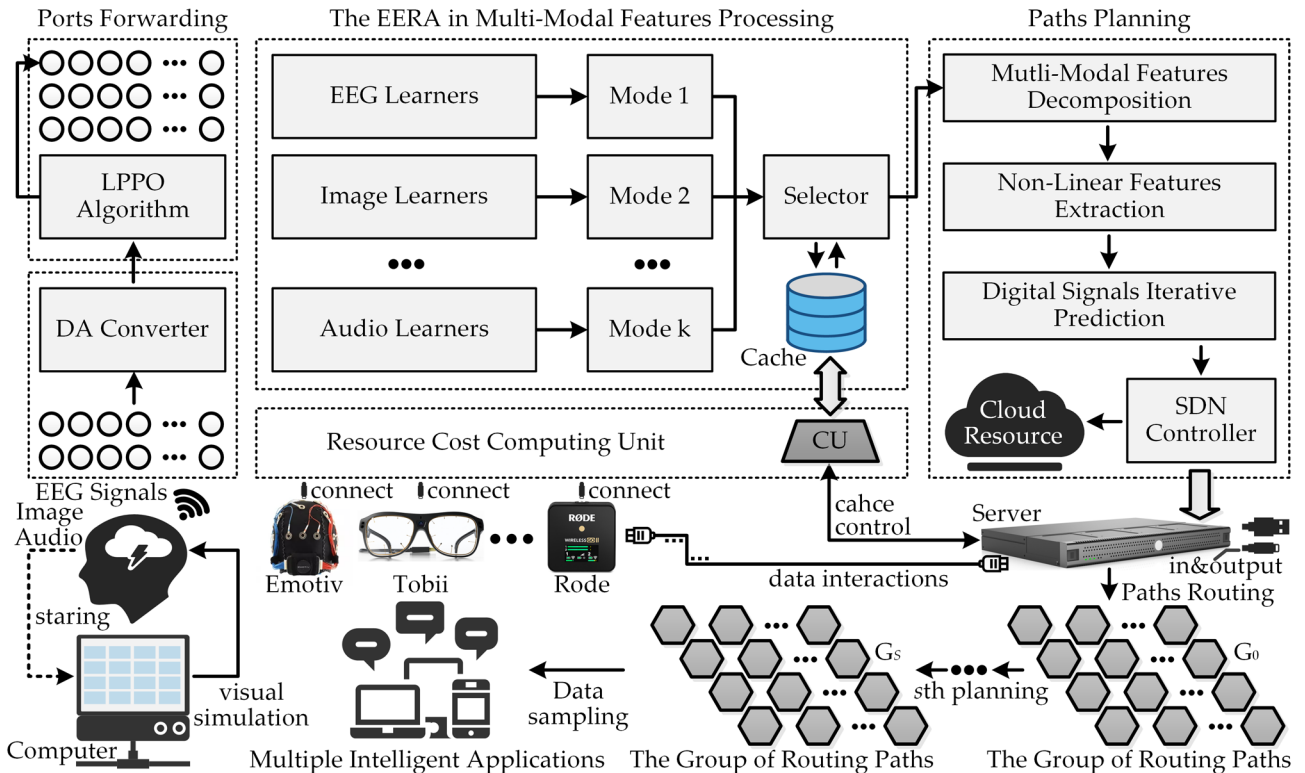 Ports Forwarding
The EERA in Multi-Modal Features Processing
Paths Planning
LPPO
Algorithm
DA Converter
EEG Learners
Mode 1
Image Learners
Mode 2
Selector
Audio Learners
Mode k
Cache
Mutli-Modal Features
Decomposition
Non-Linear Features
Extraction
Digital Signals Iterative
Prediction
Cloud
Resource
SDN
Controller
Resource Cost Computing Unit
CU
EEG Signals
Image
Audio
staring
visual
simulation
Computer
connect
connect
connect
RØDE
Emotiv
Tobii
Rode
cahce
control
data interactions
Server
in&output
Paths Routing
G0
sth planning
GS
Data
sampling
Multiple Intelligent Applications
The Group of Routing Paths
The Group of Routing Paths